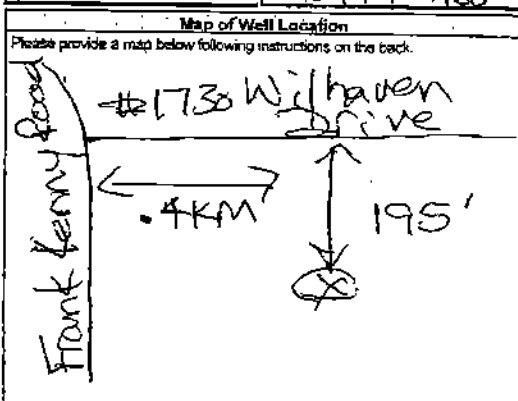 Map of Well Location
Please provide a map below following instructions on the back.
#1730 Wilhaven
Drive
Frank Kenny Road
.4KM
195'
X